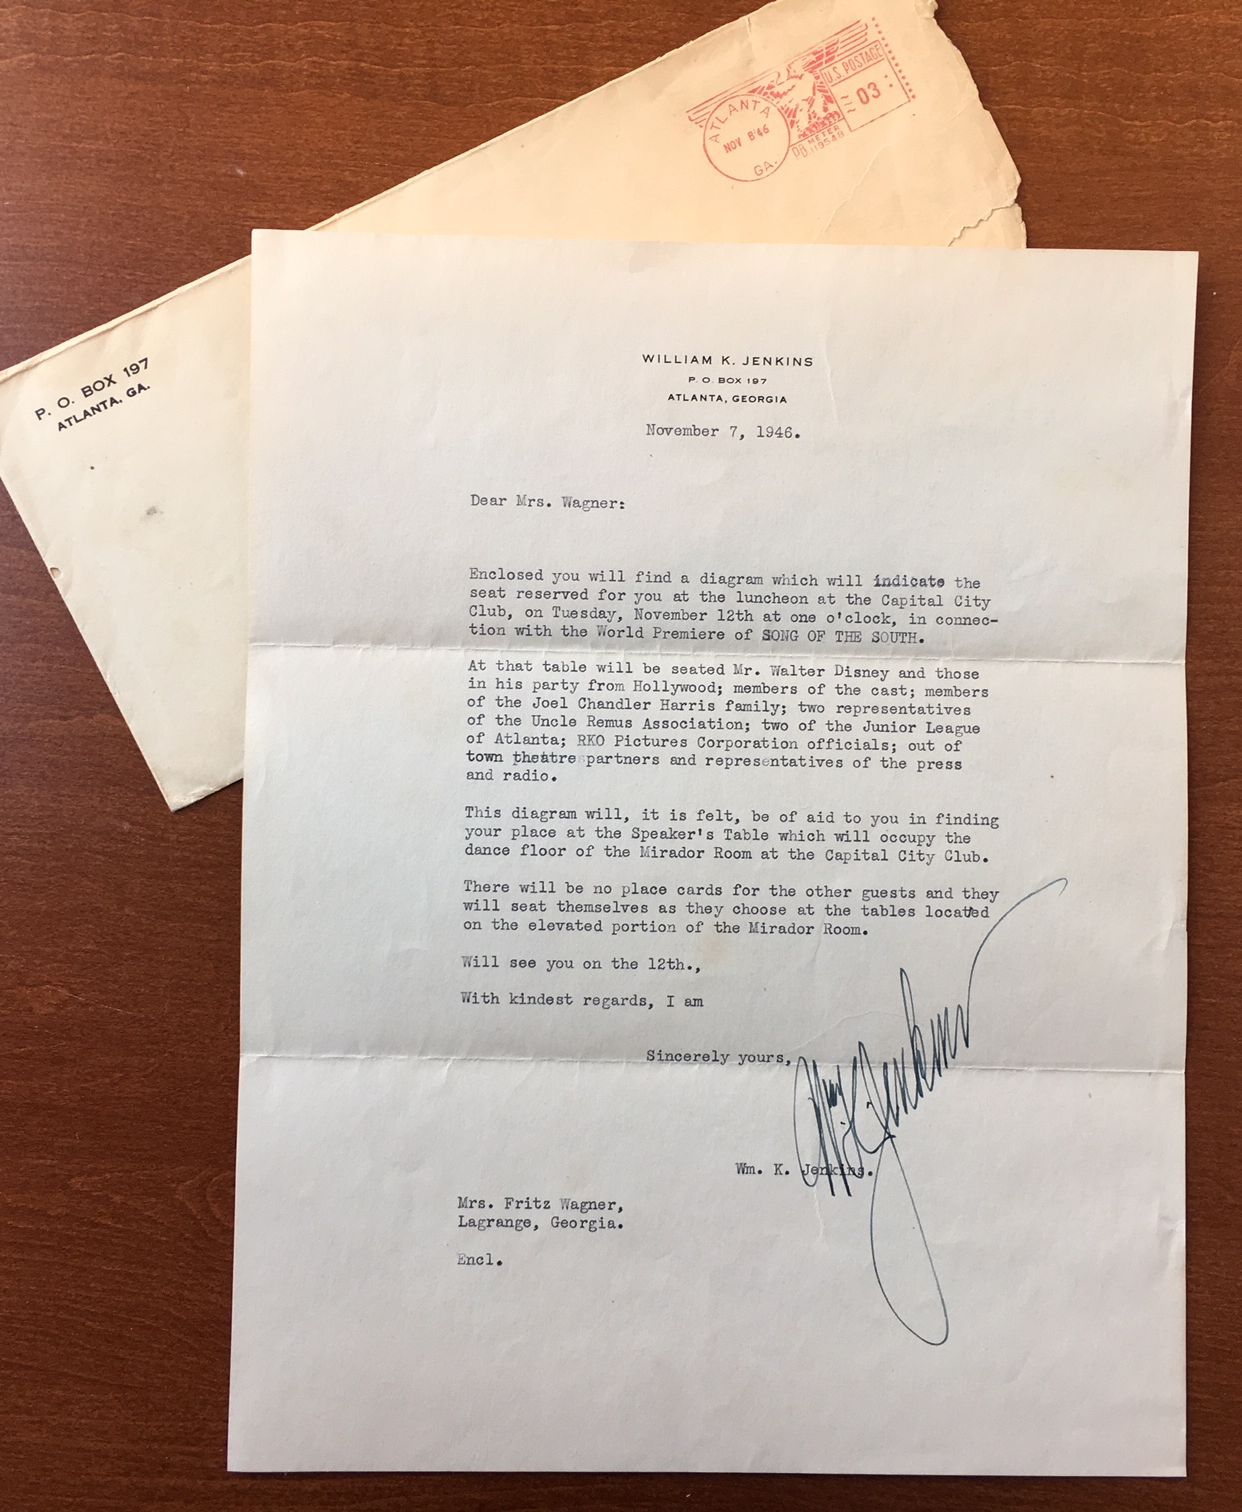 ATLANTA
NOV 8'46
GA.
U.S. POSTAGE
03
PB METER
119549
P. O. BOX 197
ATLANTA, GA.
WILLIAM K. JENKINS
P. O. BOX 197
ATLANTA, GEORGIA
November 7, 1946.
Dear Mrs. Wagner:
Enclosed you will find a diagram which will indicate the
seat reserved for you at the luncheon at the Capital City
Club, on Tuesday, November 12th at one o'clock, in connec-
tion with the World Premiere of SONG OF THE SOUTH.
At that table will be seated Mr. Walter Disney and those
in his party from Hollywood; members of the cast; members
of the Joel Chandler Harris family; two representatives
of the Uncle Remus Association; two of the Junior League
of Atlanta; RKO Pictures Corporation officials; out of
town theatre partners and representatives of the press
and radio.
This diagram will, it is felt, be of aid to you in finding
your place at the Speaker's Table which will occupy the
dance floor of the Mirador Room at the Capital City Club.
There will be no place cards for the other guests and they
will seat themselves as they choose at the tables located
on the elevated portion of the Mirador Room.
Will see you on the 12th.,
With kindest regards, I am
Sincerely yours,
Wm. K. Jenkins
Wm. K. Jenkins.
Mrs. Fritz Wagner,
Lagrange, Georgia.
Encl.